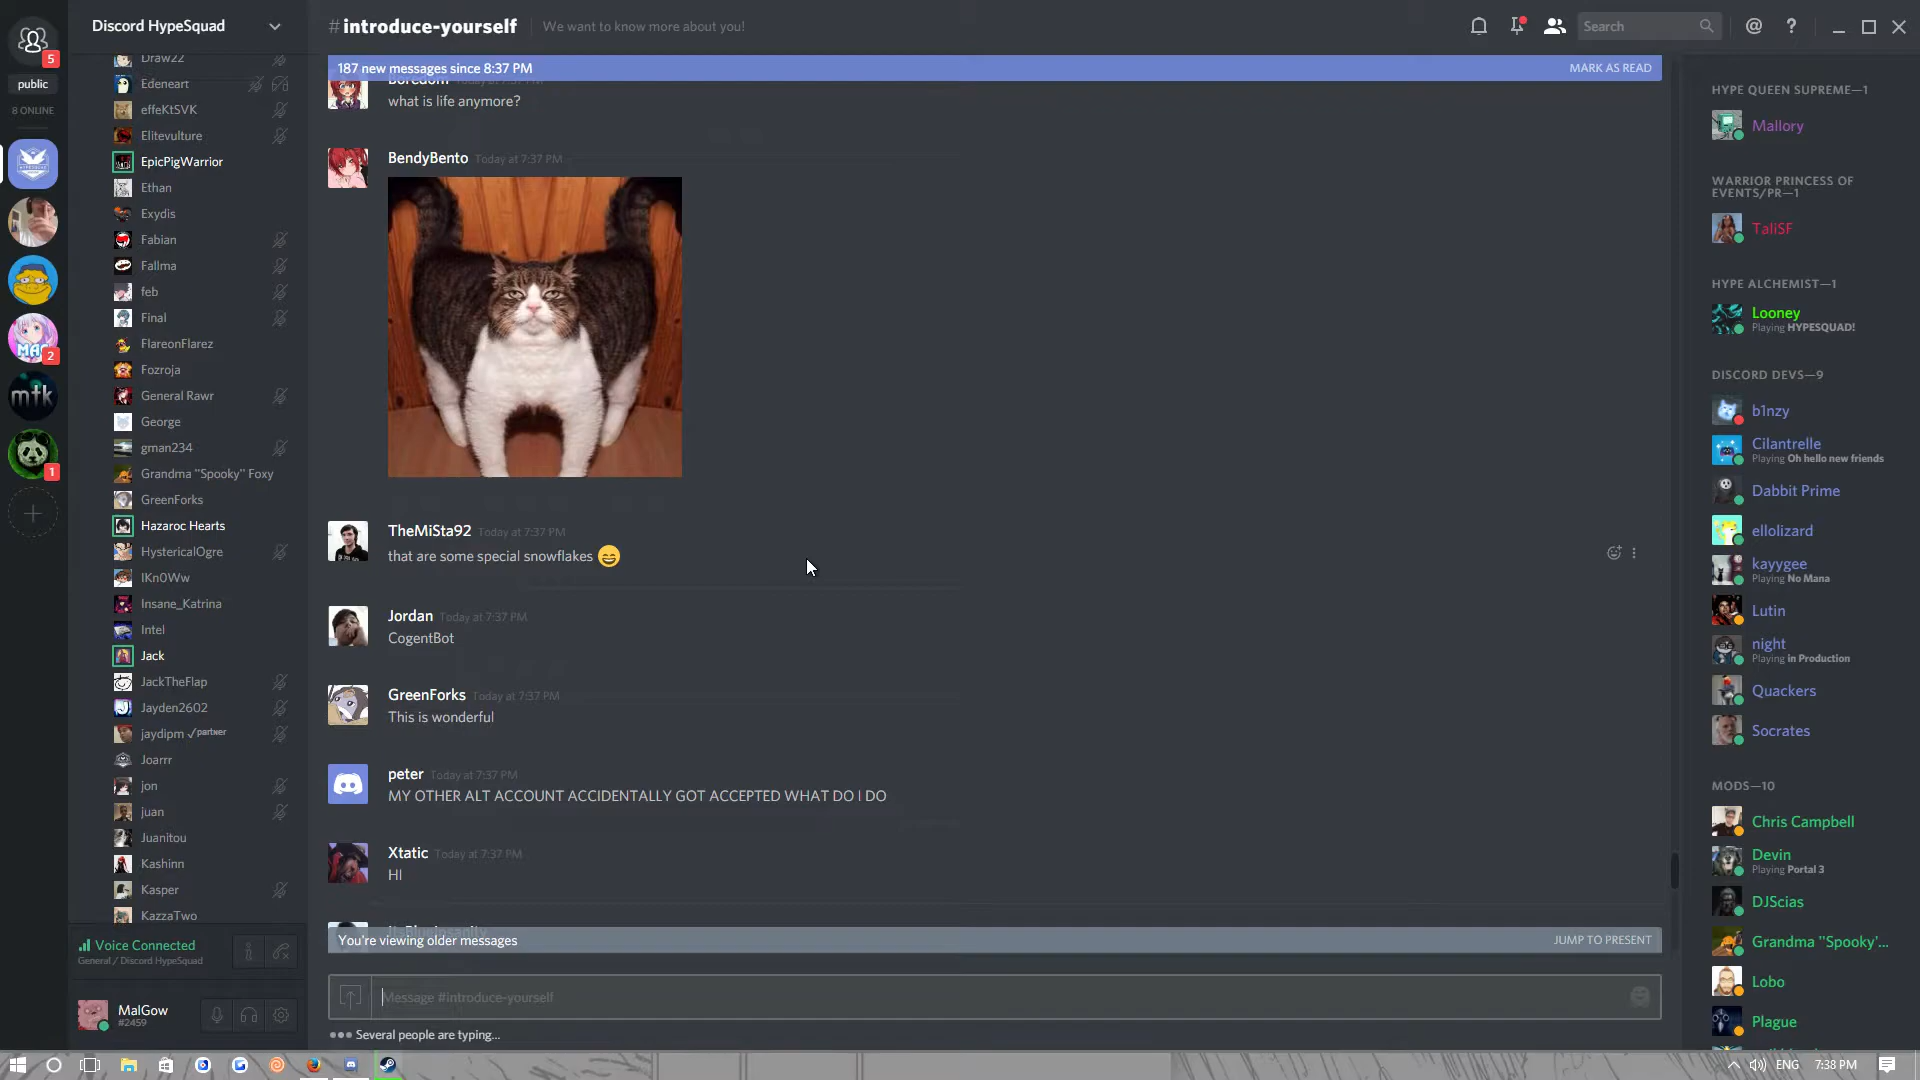 5
public
8 ONLINE
MAC
2
mtk
1
Discord HypeSquad
Draw22
Edeneart
effeKtSVK
Elitevulture
EpicPigWarrior
Ethan
Exydis
Fabian
Fallma
feb
Final
FlareonFlarez
Fozroja
General Rawr
George
gman234
Grandma "Spooky" Foxy
GreenForks
Hazaroc Hearts
HystericalOgre
IKn0Ww
Insane_Katrina
Intel
Jack
JackTheFlap
Jayden2602
jaydipm ✓ᵖᵃʳᵗⁿᵉʳ
Joarrr
jon
juan
Juanitou
Kashinn
Kasper
KazzaTwo
Voice Connected
General / Discord HypeSquad
MalGow
#2459
#introduce-yourself
We want to know more about you!
Search
187 new messages since 8:37 PM
MARK AS READ
Boredom
what is life anymore?
BendyBento Today at 7:37 PM
TheMiSta92 Today at 7:37 PM
that are some special snowflakes 😄
Jordan Today at 7:37 PM
CogentBot
GreenForks Today at 7:37 PM
This is wonderful
peter Today at 7:37 PM
MY OTHER ALT ACCOUNT ACCIDENTALLY GOT ACCEPTED WHAT DO I DO
Xtatic Today at 7:37 PM
HI
You're viewing older messages
JUMP TO PRESENT
Message #introduce-yourself
Several people are typing...
HYPE QUEEN SUPREME—1
Mallory
WARRIOR PRINCESS OF
EVENTS/PR—1
TaliSF
HYPE ALCHEMIST—1
Looney
Playing HYPESQUAD!
DISCORD DEVS—9
b1nzy
Cilantrelle
Playing Oh hello new friends
Dabbit Prime
ellolizard
kayygee
Playing No Mana
Lutin
night
Playing in Production
Quackers
Socrates
MODS—10
Chris Campbell
Devin
Playing Portal 3
DJScias
Grandma "Spooky'...
Lobo
Plague
ENG
7:38 PM